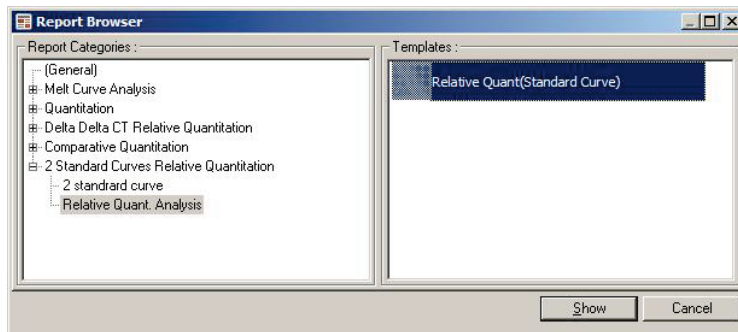 Report Browser
Report Categories :
(General)
Melt Curve Analysis
Quantitation
Delta Delta CT Relative Quantitation
Comparative Quantitation
2 Standard Curves Relative Quantitation
2 standrard curve
Relative Quant. Analysis
Templates :
Relative Quant(Standard Curve)
Show
Cancel